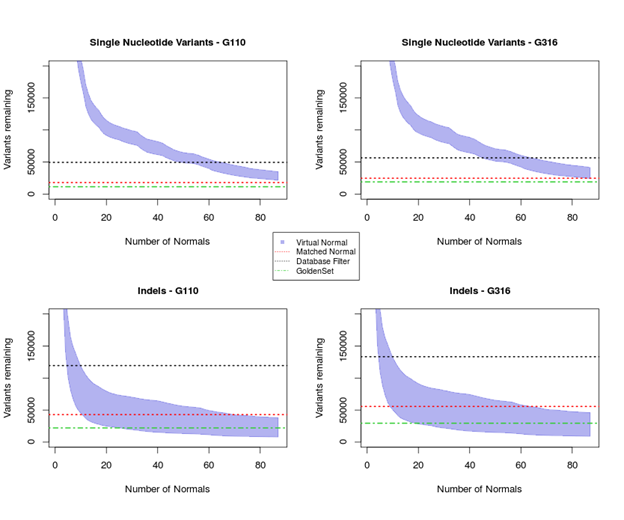 Single Nucleotide Variants - G110
Single Nucleotide Variants - G316
Variants remaining
0
50000
150000
0 20 40 60 80
Number of Normals
Variants remaining
0
50000
150000
0 20 40 60 80
Number of Normals
Virtual Normal
Matched Normal
Database Filter
GoldenSet
Indels - G110
Indels - G316
Variants remaining
0
50000
150000
0 20 40 60 80
Number of Normals
Variants remaining
0
50000
150000
0 20 40 60 80
Number of Normals